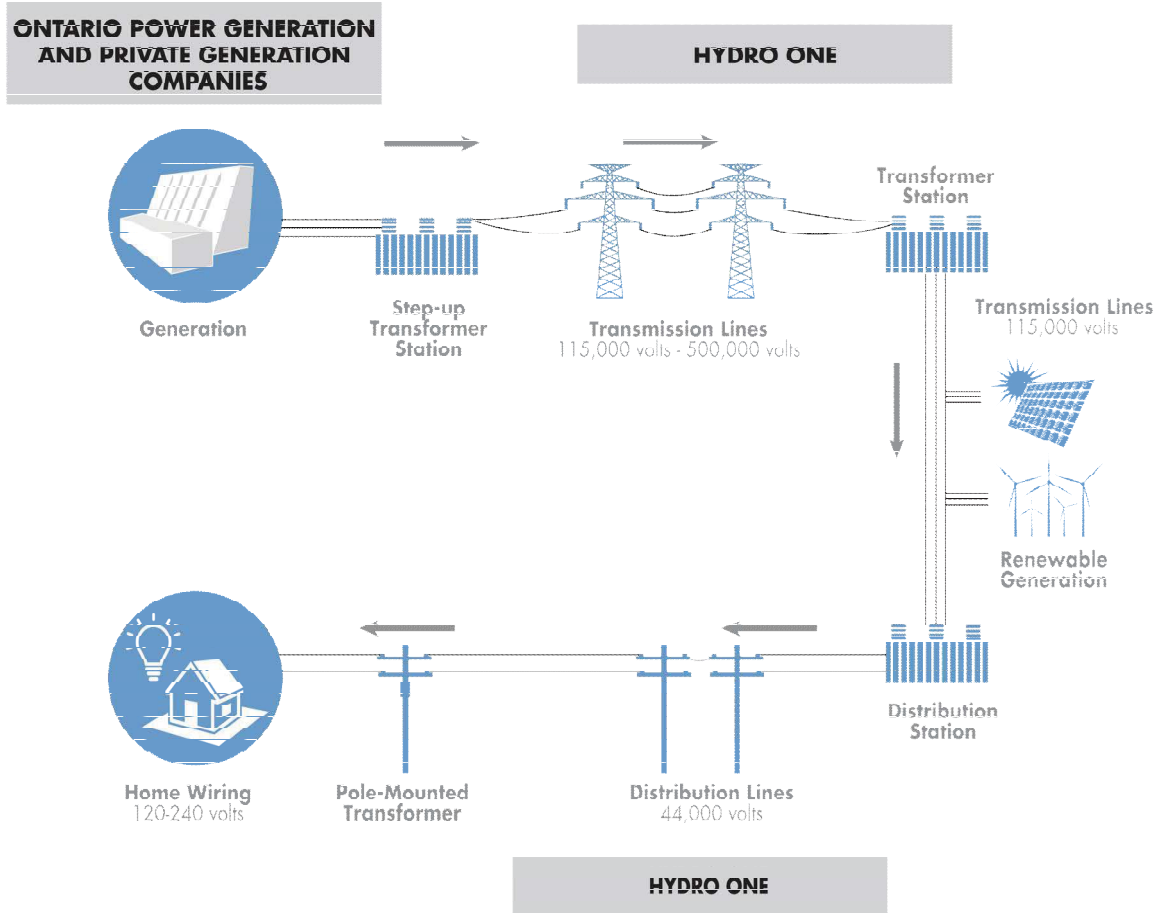 ONTARIO POWER GENERATION
AND PRIVATE GENERATION
COMPANIES
HYDRO ONE
Generation
Step-up
Transformer
Station
Transmission Lines
115,000 volts - 500,000 volts
Transformer
Station
Transmission Lines
115,000 volts
Renewable
Generation
Distribution
Station
Distribution Lines
44,000 volts
Pole-Mounted
Transformer
Home Wiring
120-240 volts
HYDRO ONE